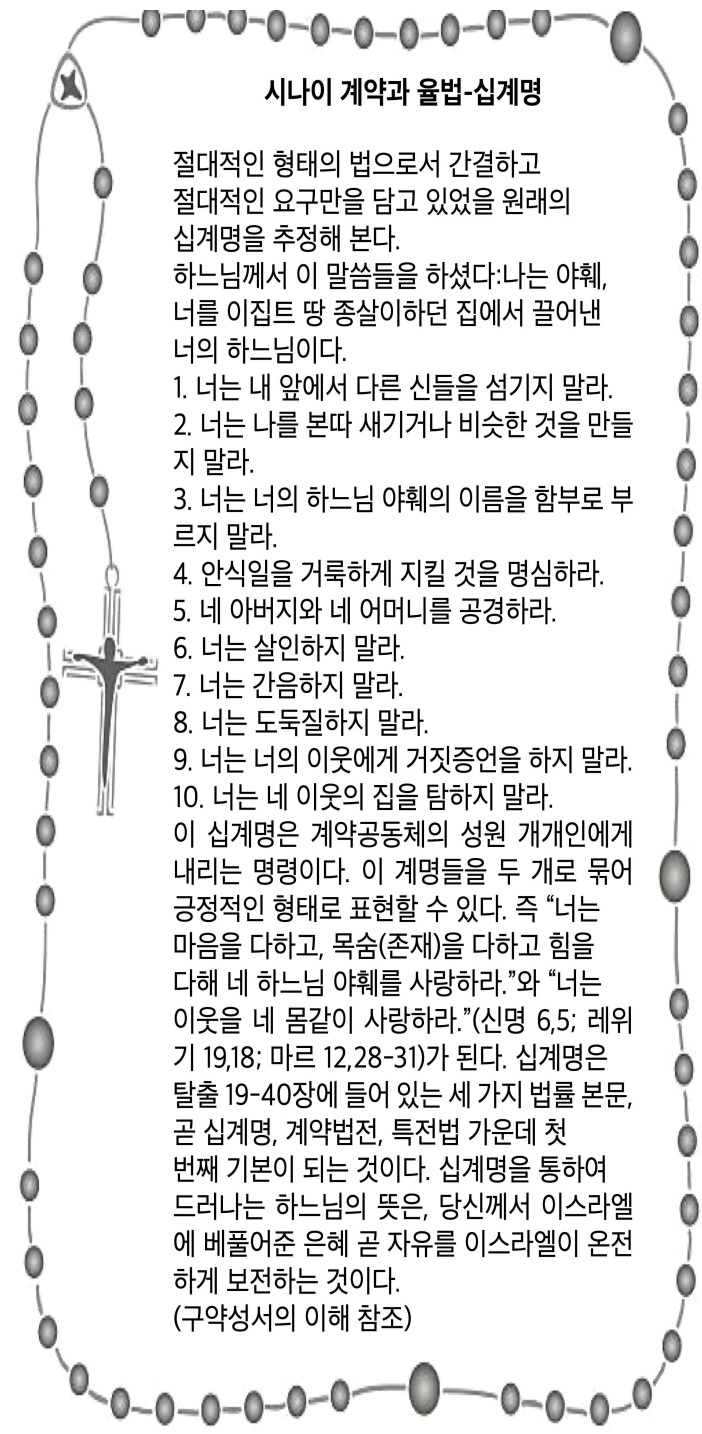 시나이 계약과 율법-십계명
절대적인 형태의 법으로서 간결하고
절대적인 요구만을 담고 있었을 원래의
십계명을 추정해 본다.
하느님께서 이 말씀들을 하셨다:나는 야훼,
너를 이집트 땅 종살이하던 집에서 끌어낸
너의 하느님이다.
1. 너는 내 앞에서 다른 신들을 섬기지 말라.
2. 너는 나를 본따 새기거나 비슷한 것을 만들
지 말라.
3. 너는 너의 하느님 야훼의 이름을 함부로 부
르지 말라.
4. 안식일을 거룩하게 지킬 것을 명심하라.
5. 네 아버지와 네 어머니를 공경하라.
6. 너는 살인하지 말라.
7. 너는 간음하지 말라.
8. 너는 도둑질하지 말라.
9. 너는 너의 이웃에게 거짓증언을 하지 말라.
10. 너는 네 이웃의 집을 탐하지 말라.
이 십계명은 계약공동체의 성원 개개인에게
내리는 명령이다. 이 계명들을 두 개로 묶어
긍정적인 형태로 표현할 수 있다. 즉 “너는
마음을 다하고, 목숨(존재)을 다하고 힘을
다해 네 하느님 야훼를 사랑하라.”와 “너는
이웃을 네 몸같이 사랑하라.”(신명 6,5; 레위
기 19,18; 마르 12,28-31)가 된다. 십계명은
탈출 19-40장에 들어 있는 세 가지 법률 본문,
곧 십계명, 계약법전, 특전법 가운데 첫
번째 기본이 되는 것이다. 십계명을 통하여
드러나는 하느님의 뜻은, 당신께서 이스라엘
에 베풀어준 은혜 곧 자유를 이스라엘이 온전
하게 보전하는 것이다.
(구약성서의 이해 참조)